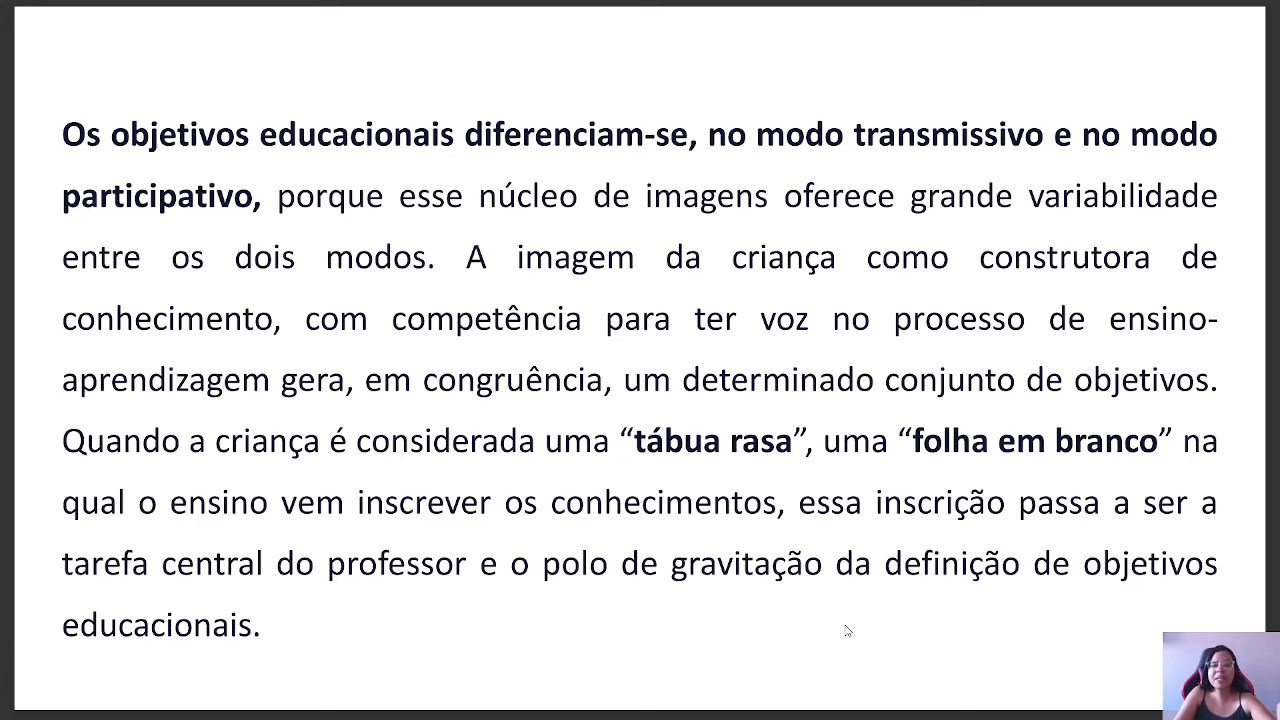 Os objetivos educacionais diferenciam-se, no modo transmissivo e no modo
participativo, porque esse núcleo de imagens oferece grande variabilidade
entre os dois modos. A imagem da criança como construtora de
conhecimento, com competência para ter voz no processo de ensino-
aprendizagem gera, em congruência, um determinado conjunto de objetivos.
Quando a criança é considerada uma “tábua rasa”, uma “folha em branco” na
qual o ensino vem inscrever os conhecimentos, essa inscrição passa a ser a
tarefa central do professor e o polo de gravitação da definição de objetivos
educacionais.